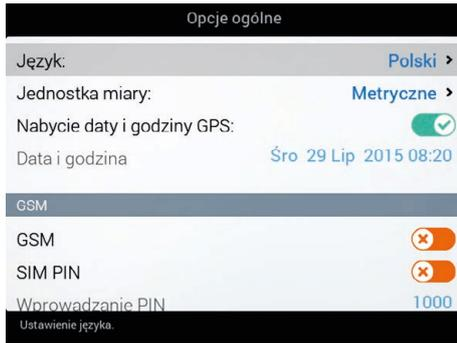 Opcje ogólne
Język: Polski >
Jednostka miary: Metryczne >
Nabycie daty i godziny GPS:
Data i godzina Śro 29 Lip 2015 08:20
GSM
GSM
SIM PIN
Wprowadzanie PIN 1000
Ustawienie języka.